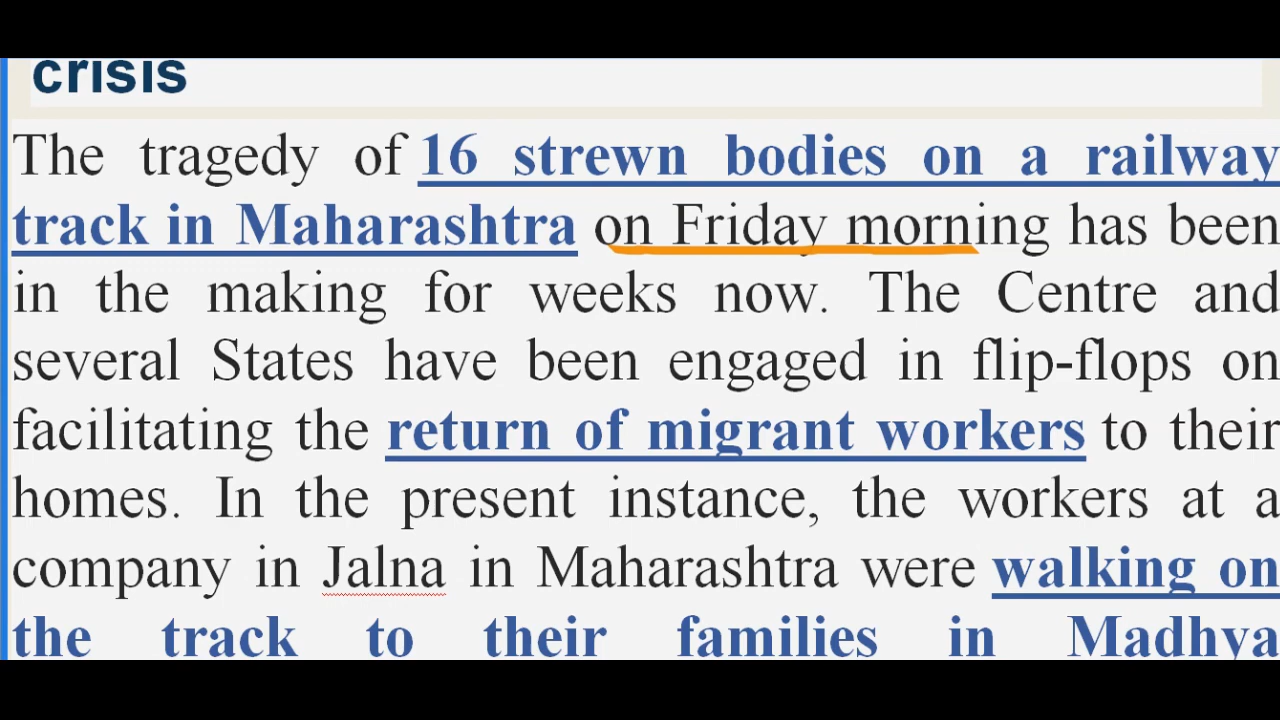 crisis
The tragedy of 16 strewn bodies on a railway
track in Maharashtra on Friday morning has been
in the making for weeks now. The Centre and
several States have been engaged in flip-flops on
facilitating the return of migrant workers to their
homes. In the present instance, the workers at a
company in Jalna in Maharashtra were walking on
the track to their families in Madhya